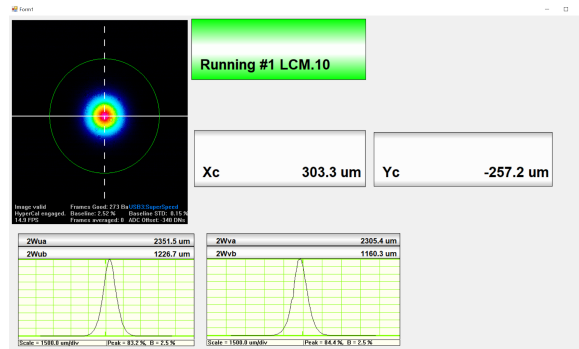 Form1
Running #1 LCM.10
Xc 303.3 um
Yc -257.2 um
Image valid Frames Good: 273 Ba USB3:SuperSpeed
HyperCal engaged. Baseline: 2.52 % Baseline STD: 0.15 %
14.9 FPS Frames averaged: 0 ADC Offset: -340 DNs
2Wua 2351.5 um
2Wub 1226.7 um
Scale = 1500.0 um/div Peak = 83.2 %, B = 2.5 %
2Wva 2305.4 um
2Wvb 1160.3 um
Scale = 1500.0 um/div Peak = 84.4 %, B = 2.5 %